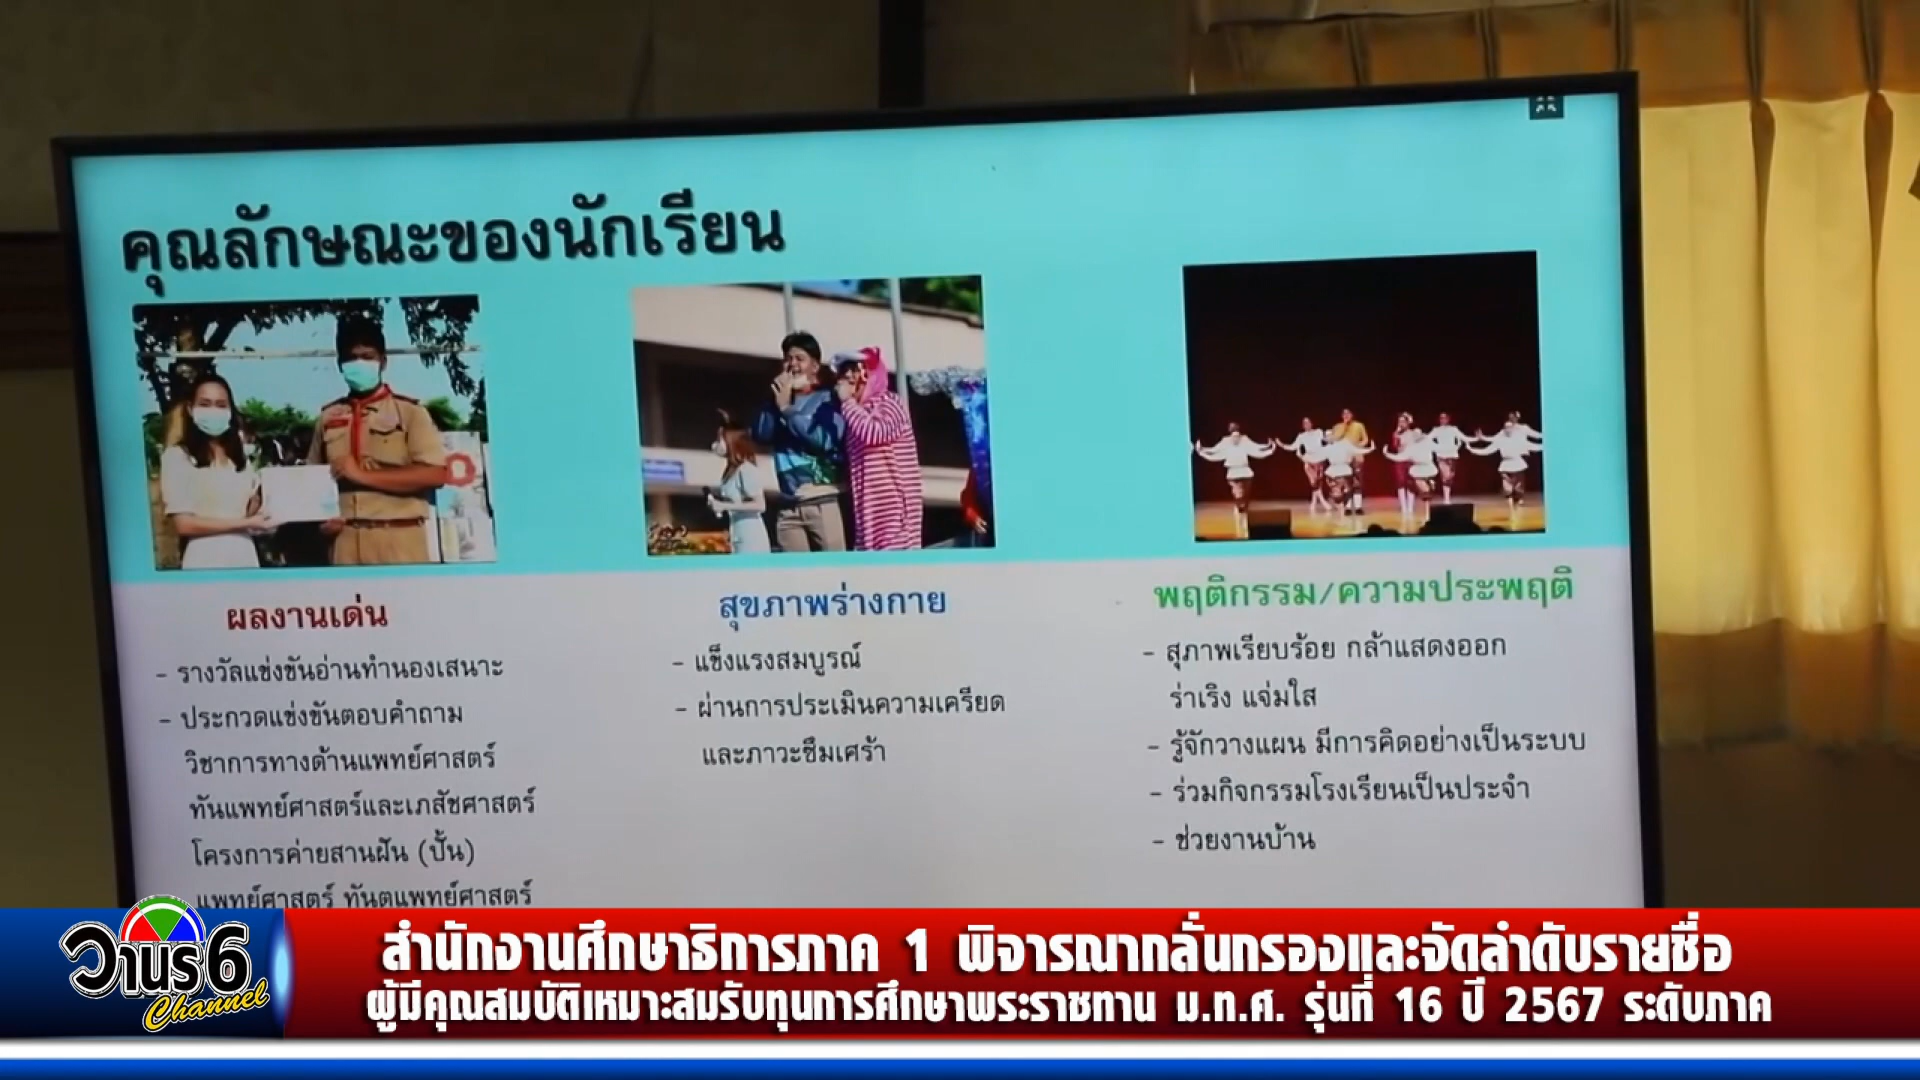 คุณลักษณะของนักเรียน
ผลงานเด่น
- รางวัลแข่งขันอ่านทำนองเสนาะ
- ประกวดแข่งขันตอบคำถาม
วิชาการทางด้านแพทย์ศาสตร์
ทันแพทย์ศาสตร์และเภสัชศาสตร์
โครงการค่ายสานฝัน (ปั้น)
แพทย์ศาสตร์ ทันตแพทย์ศาสตร์
สุขภาพร่างกาย
- แข็งแรงสมบูรณ์
- ผ่านการประเมินความเครียด
และภาวะซึมเศร้า
พฤติกรรม/ความประพฤติ
- สุภาพเรียบร้อย กล้าแสดงออก
ร่าเริง แจ่มใส
- รู้จักวางแผน มีการคิดอย่างเป็นระบบ
- ร่วมกิจกรรมโรงเรียนเป็นประจำ
- ช่วยงานบ้าน
วานร6
Channel
สำนักงานศึกษาธิการภาค 1 พิจารณากลั่นกรองและจัดลำดับรายชื่อ
ผู้มีคุณสมบัติเหมาะสมรับทุนการศึกษาพระราชทาน ม.ท.ศ. รุ่นที่ 16 ปี 2567 ระดับภาค